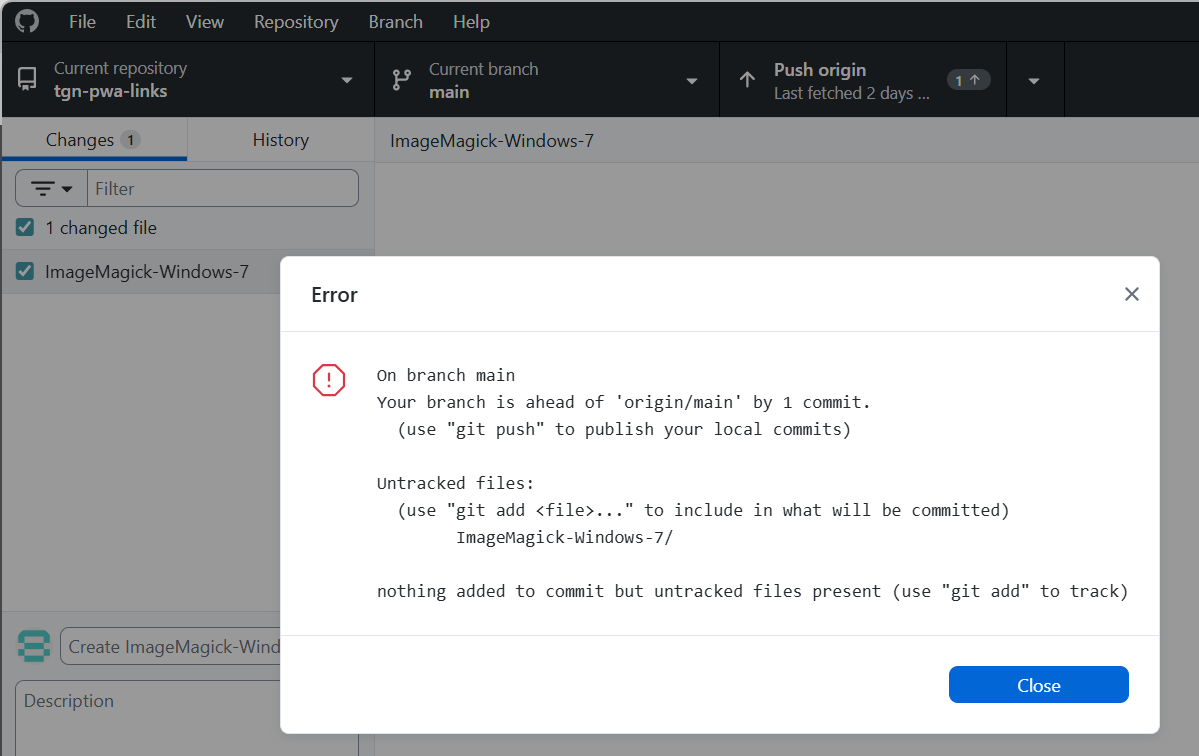 File Edit View Repository Branch Help
Current repository
tgn-pwa-links
Current branch
main
Push origin
Last fetched 2 days ...
1
Changes 1
History
ImageMagick-Windows-7
Filter
1 changed file
ImageMagick-Windows-7
Error
On branch main
Your branch is ahead of 'origin/main' by 1 commit.
(use "git push" to publish your local commits)
Untracked files:
(use "git add <file>..." to include in what will be committed)
ImageMagick-Windows-7/
nothing added to commit but untracked files present (use "git add" to track)
Close
Create ImageMagick-Wind
Description